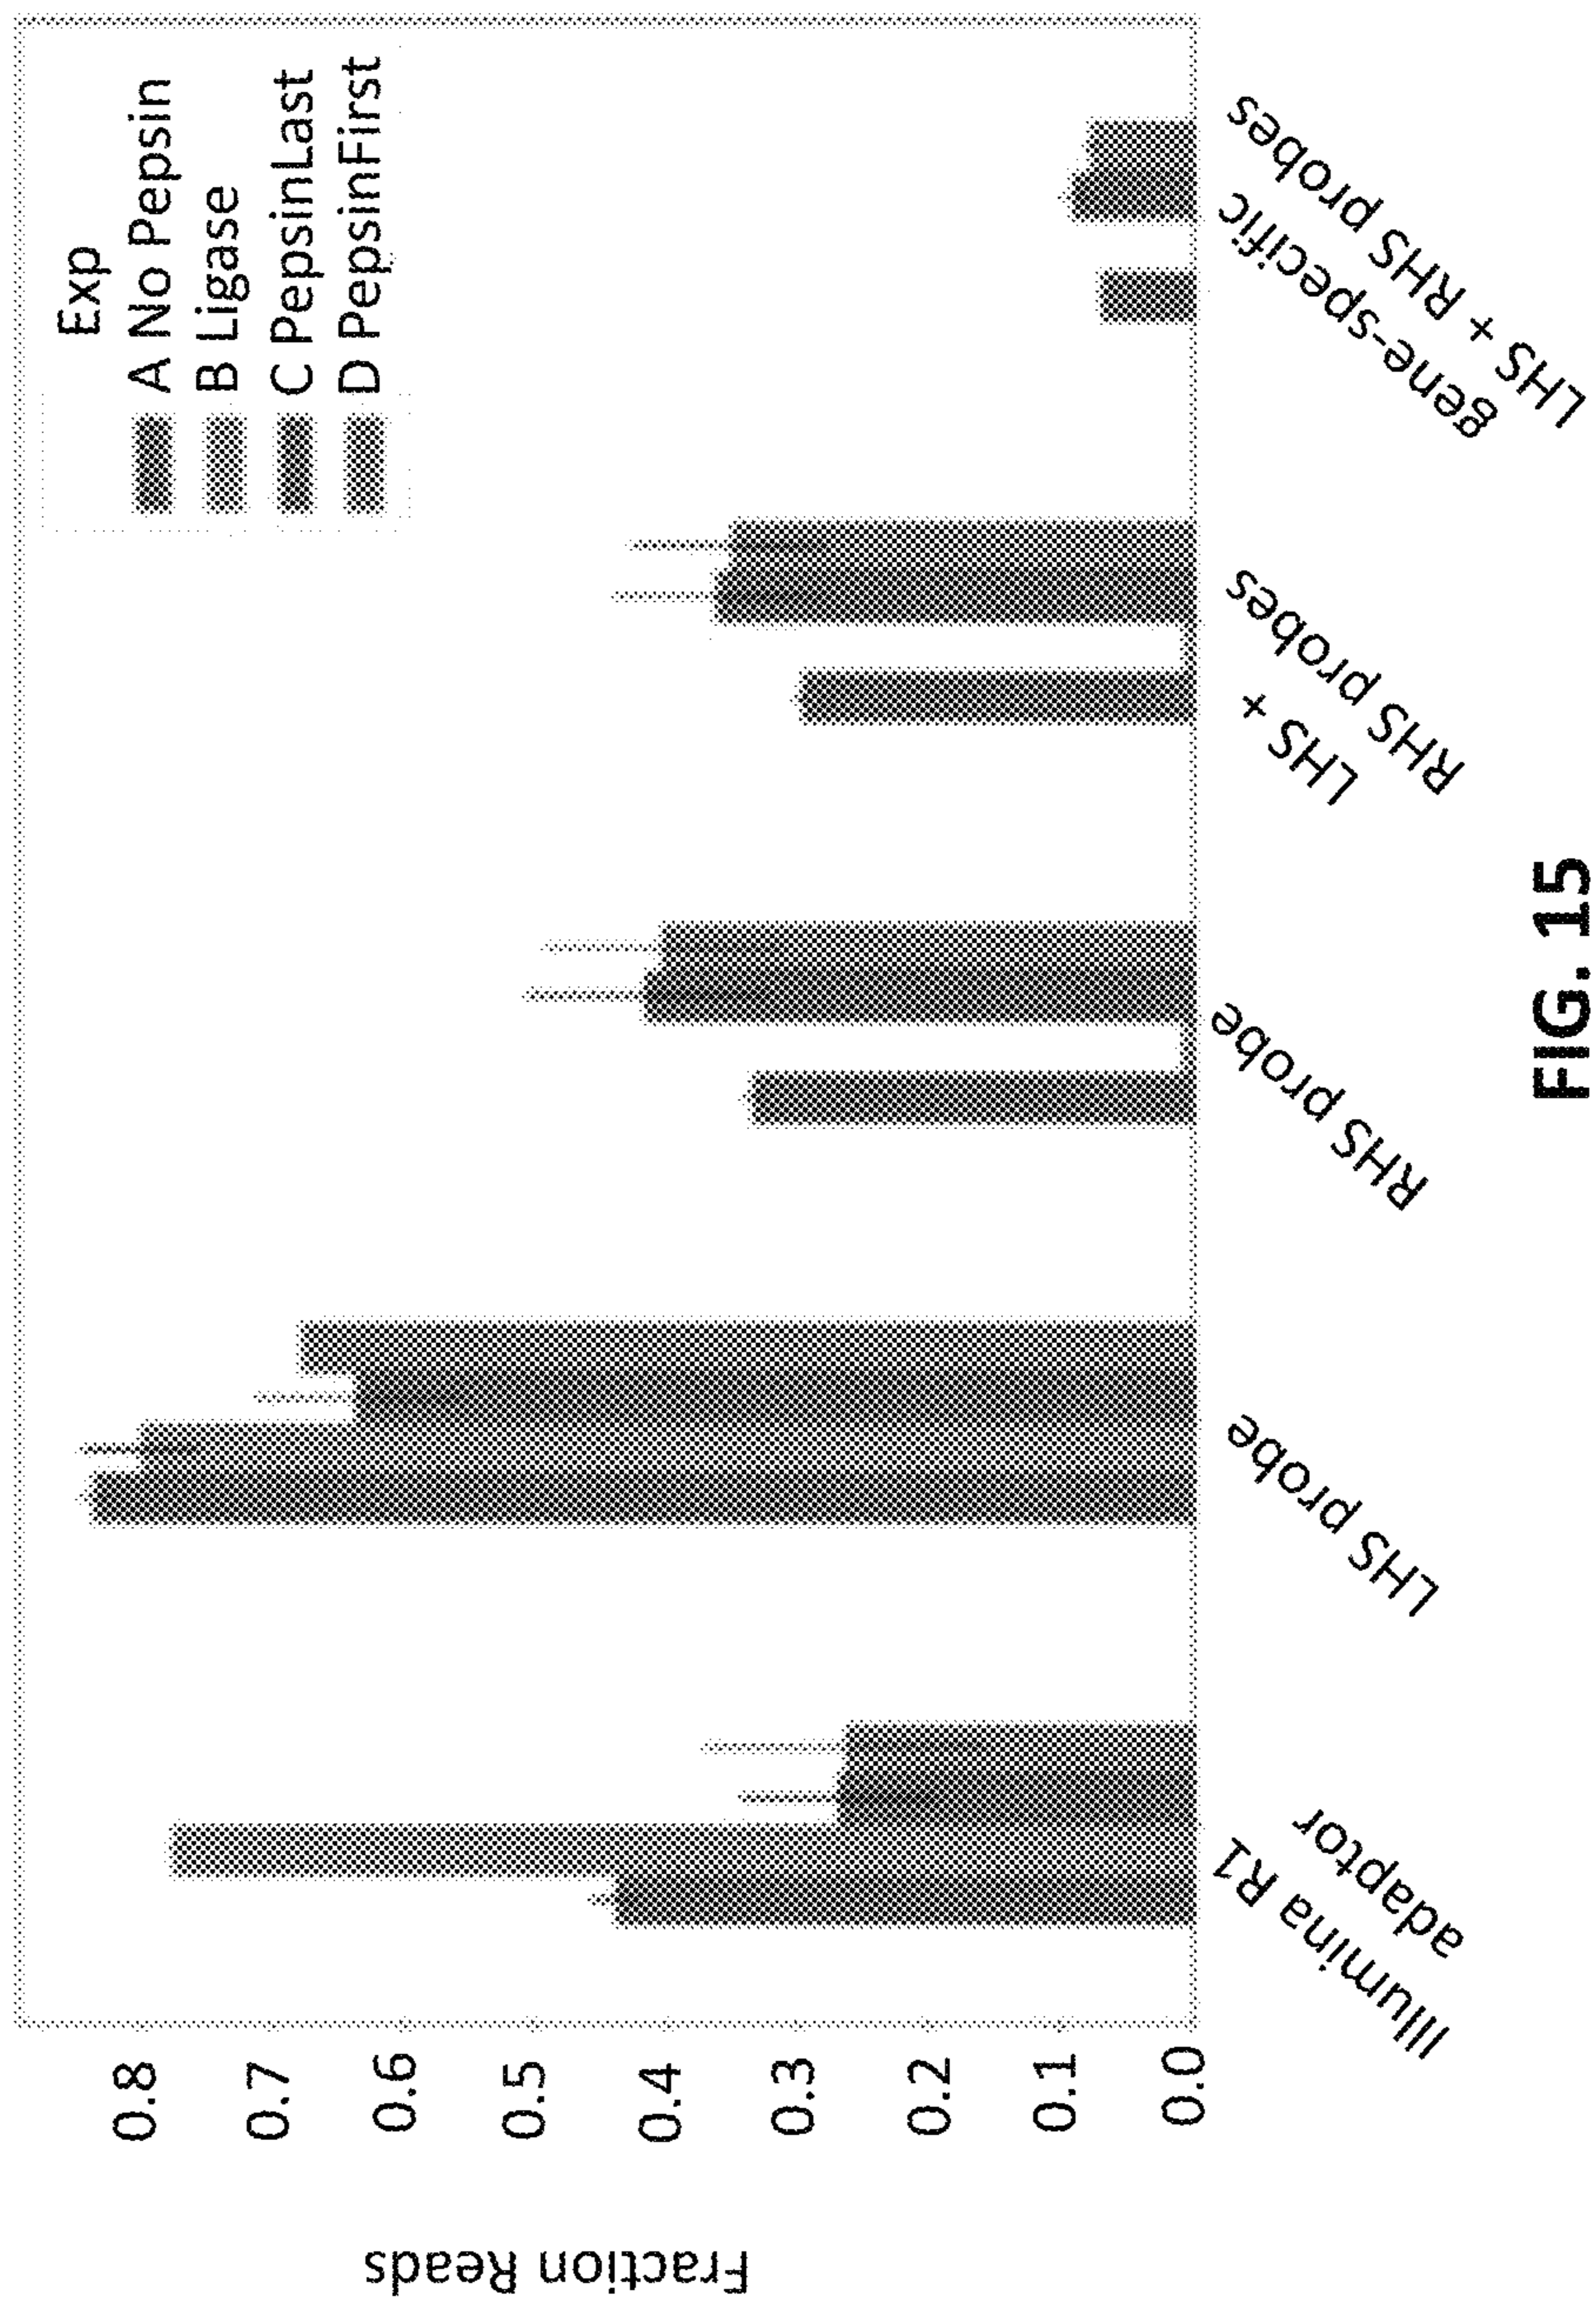 Fraction Reads
0.8
0.7
0.6
0.5
0.4
0.3
0.2
0.1
0.0
Exp
A No Pepsin
B Ligase
C PepsinLast
D PepsinFirst
Illumina R1
adaptor
LHS probe
RHS probe
LHS +
RHS probes
gene-specific
LHS + RHS probes
FIG. 15